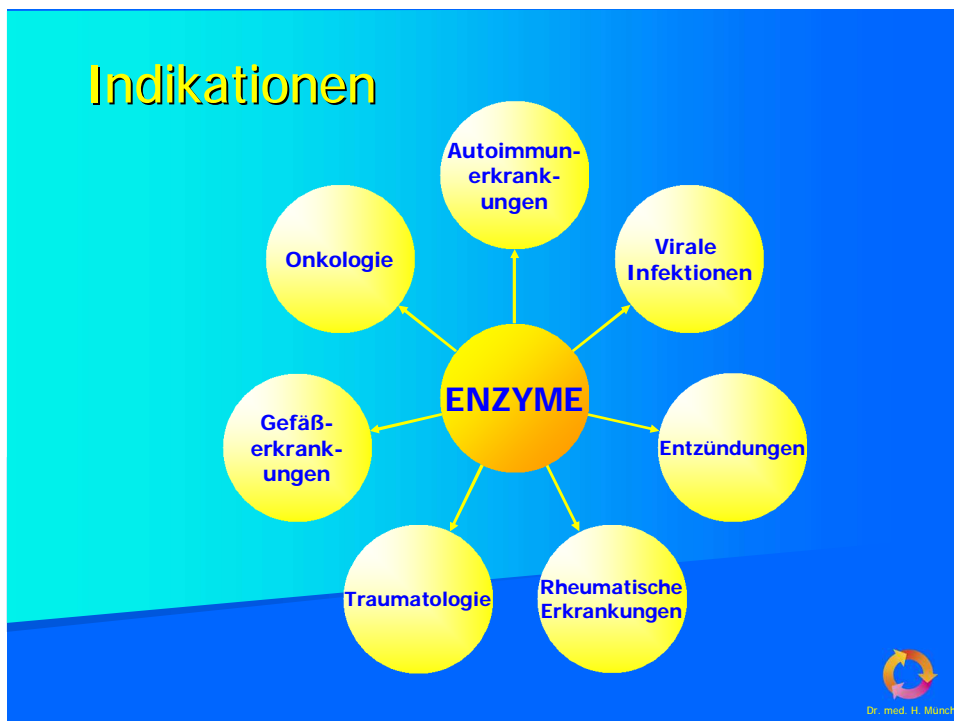 Indikationen
Autoimmun-
erkrank-
ungen
Virale
Infektionen
Onkologie
ENZYME
Gefäß-
erkrank-
ungen
Entzündungen
Traumatologie
Rheumatische
Erkrankungen
Dr. med. H. Münch